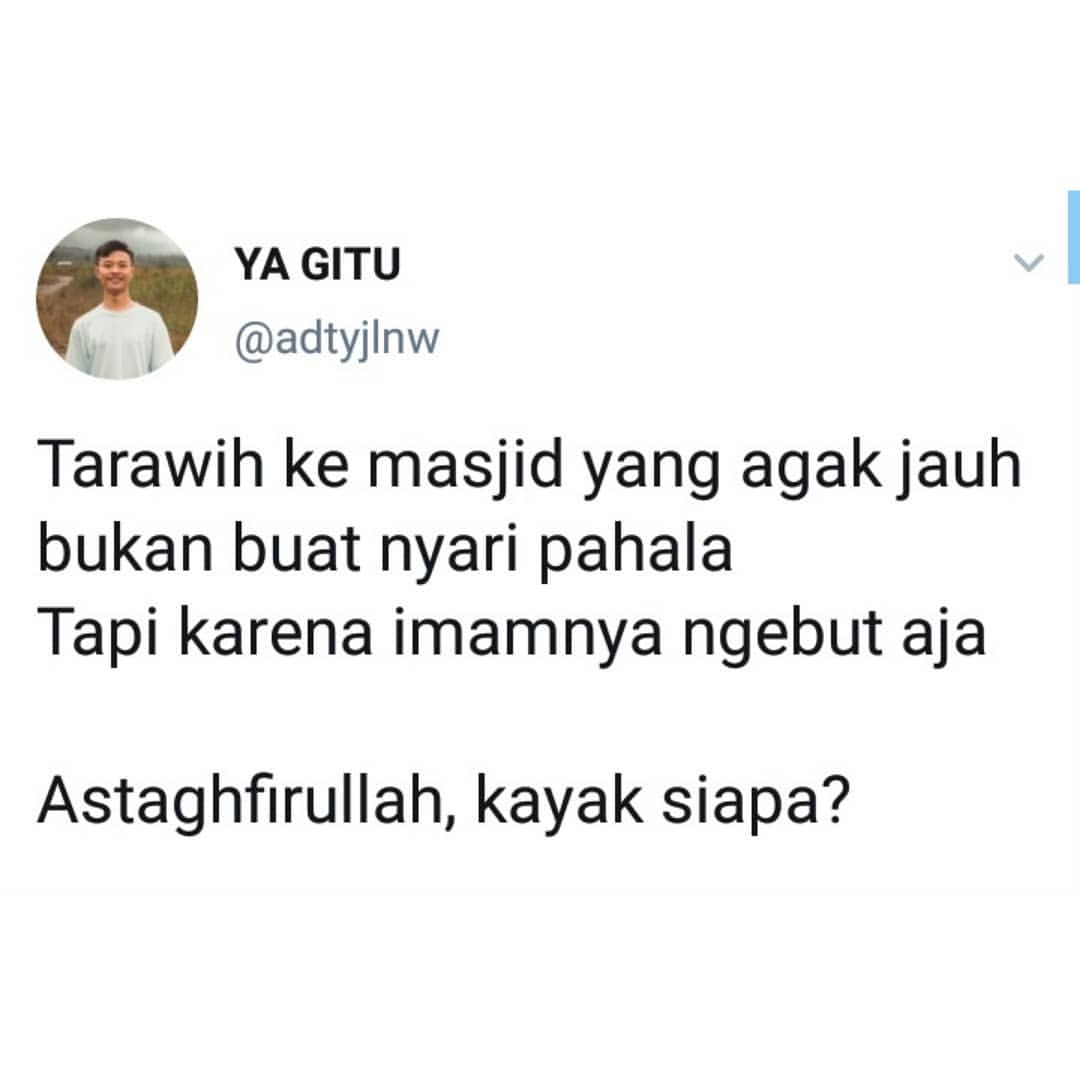 YA GITU
@adtyjlnw
Tarawih ke masjid yang agak jauh
bukan buat nyari pahala
Tapi karena imamnya ngebut aja
Astaghfirullah, kayak siapa?